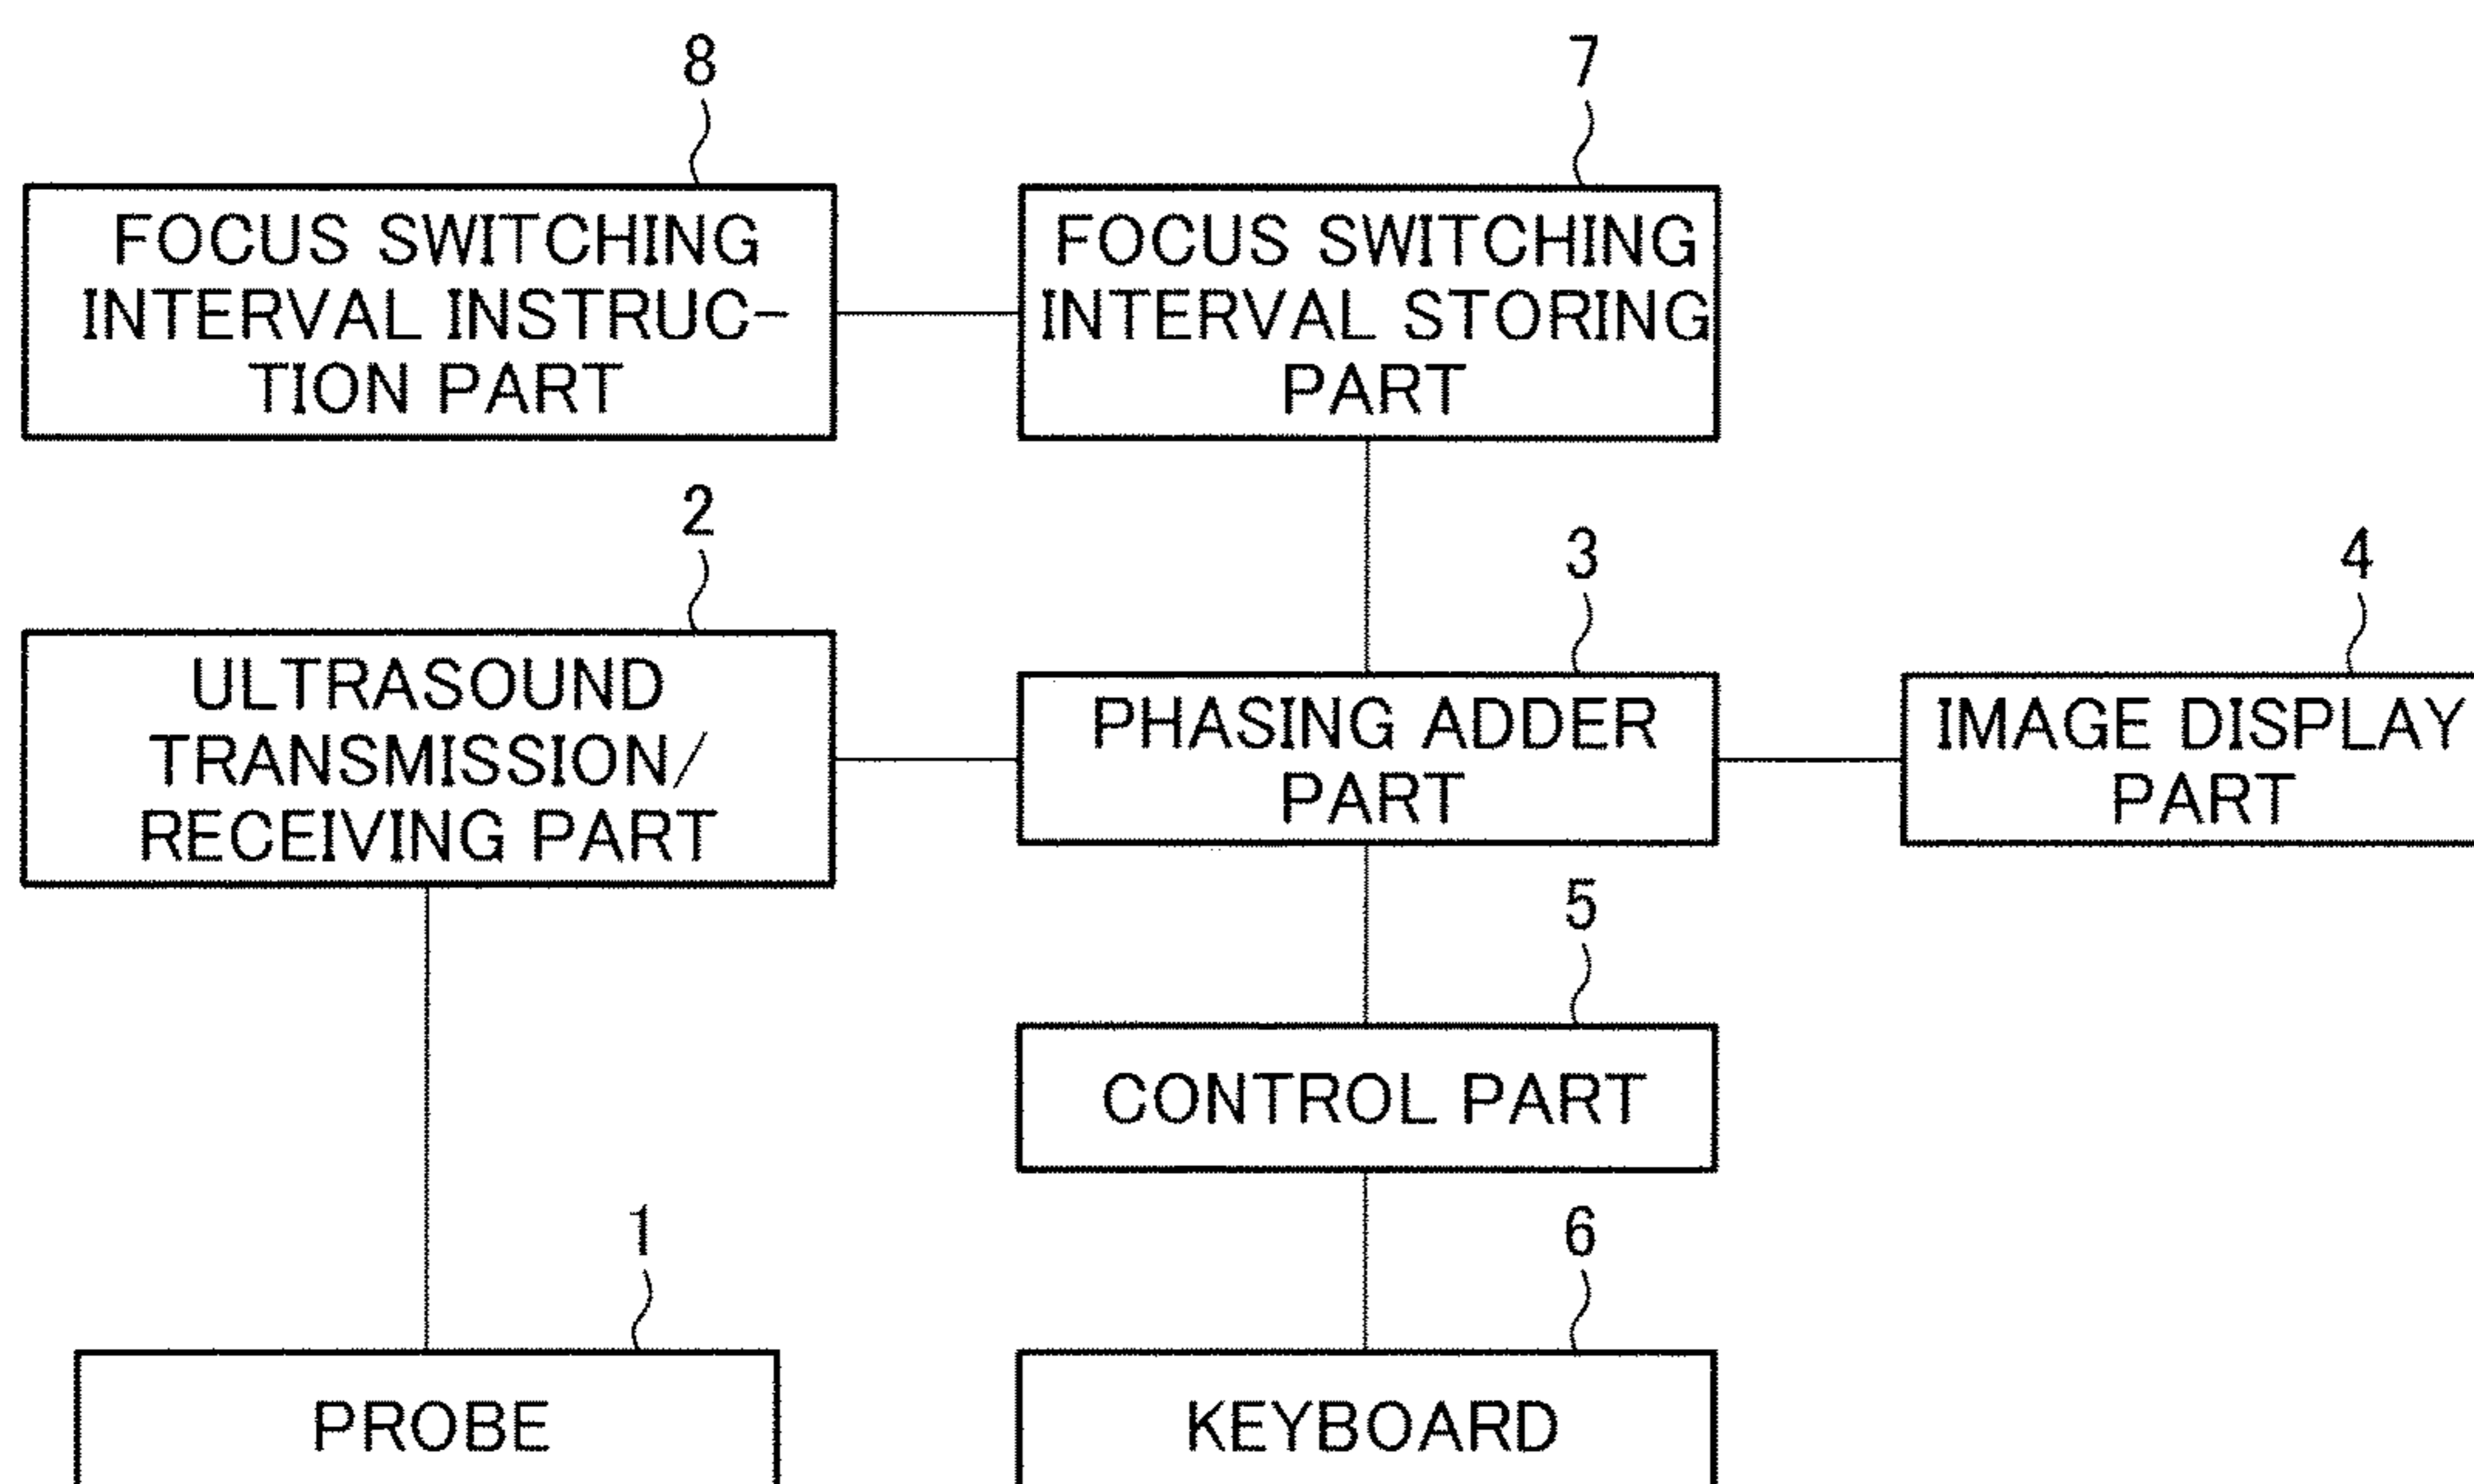 8
7
FOCUS SWITCHING
INTERVAL INSTRUC-
TION PART
FOCUS SWITCHING
INTERVAL STORING
PART
2
3
4
ULTRASOUND
TRANSMISSION/
RECEIVING PART
PHASING ADDER
PART
IMAGE DISPLAY
PART
5
CONTROL PART
1
6
PROBE
KEYBOARD